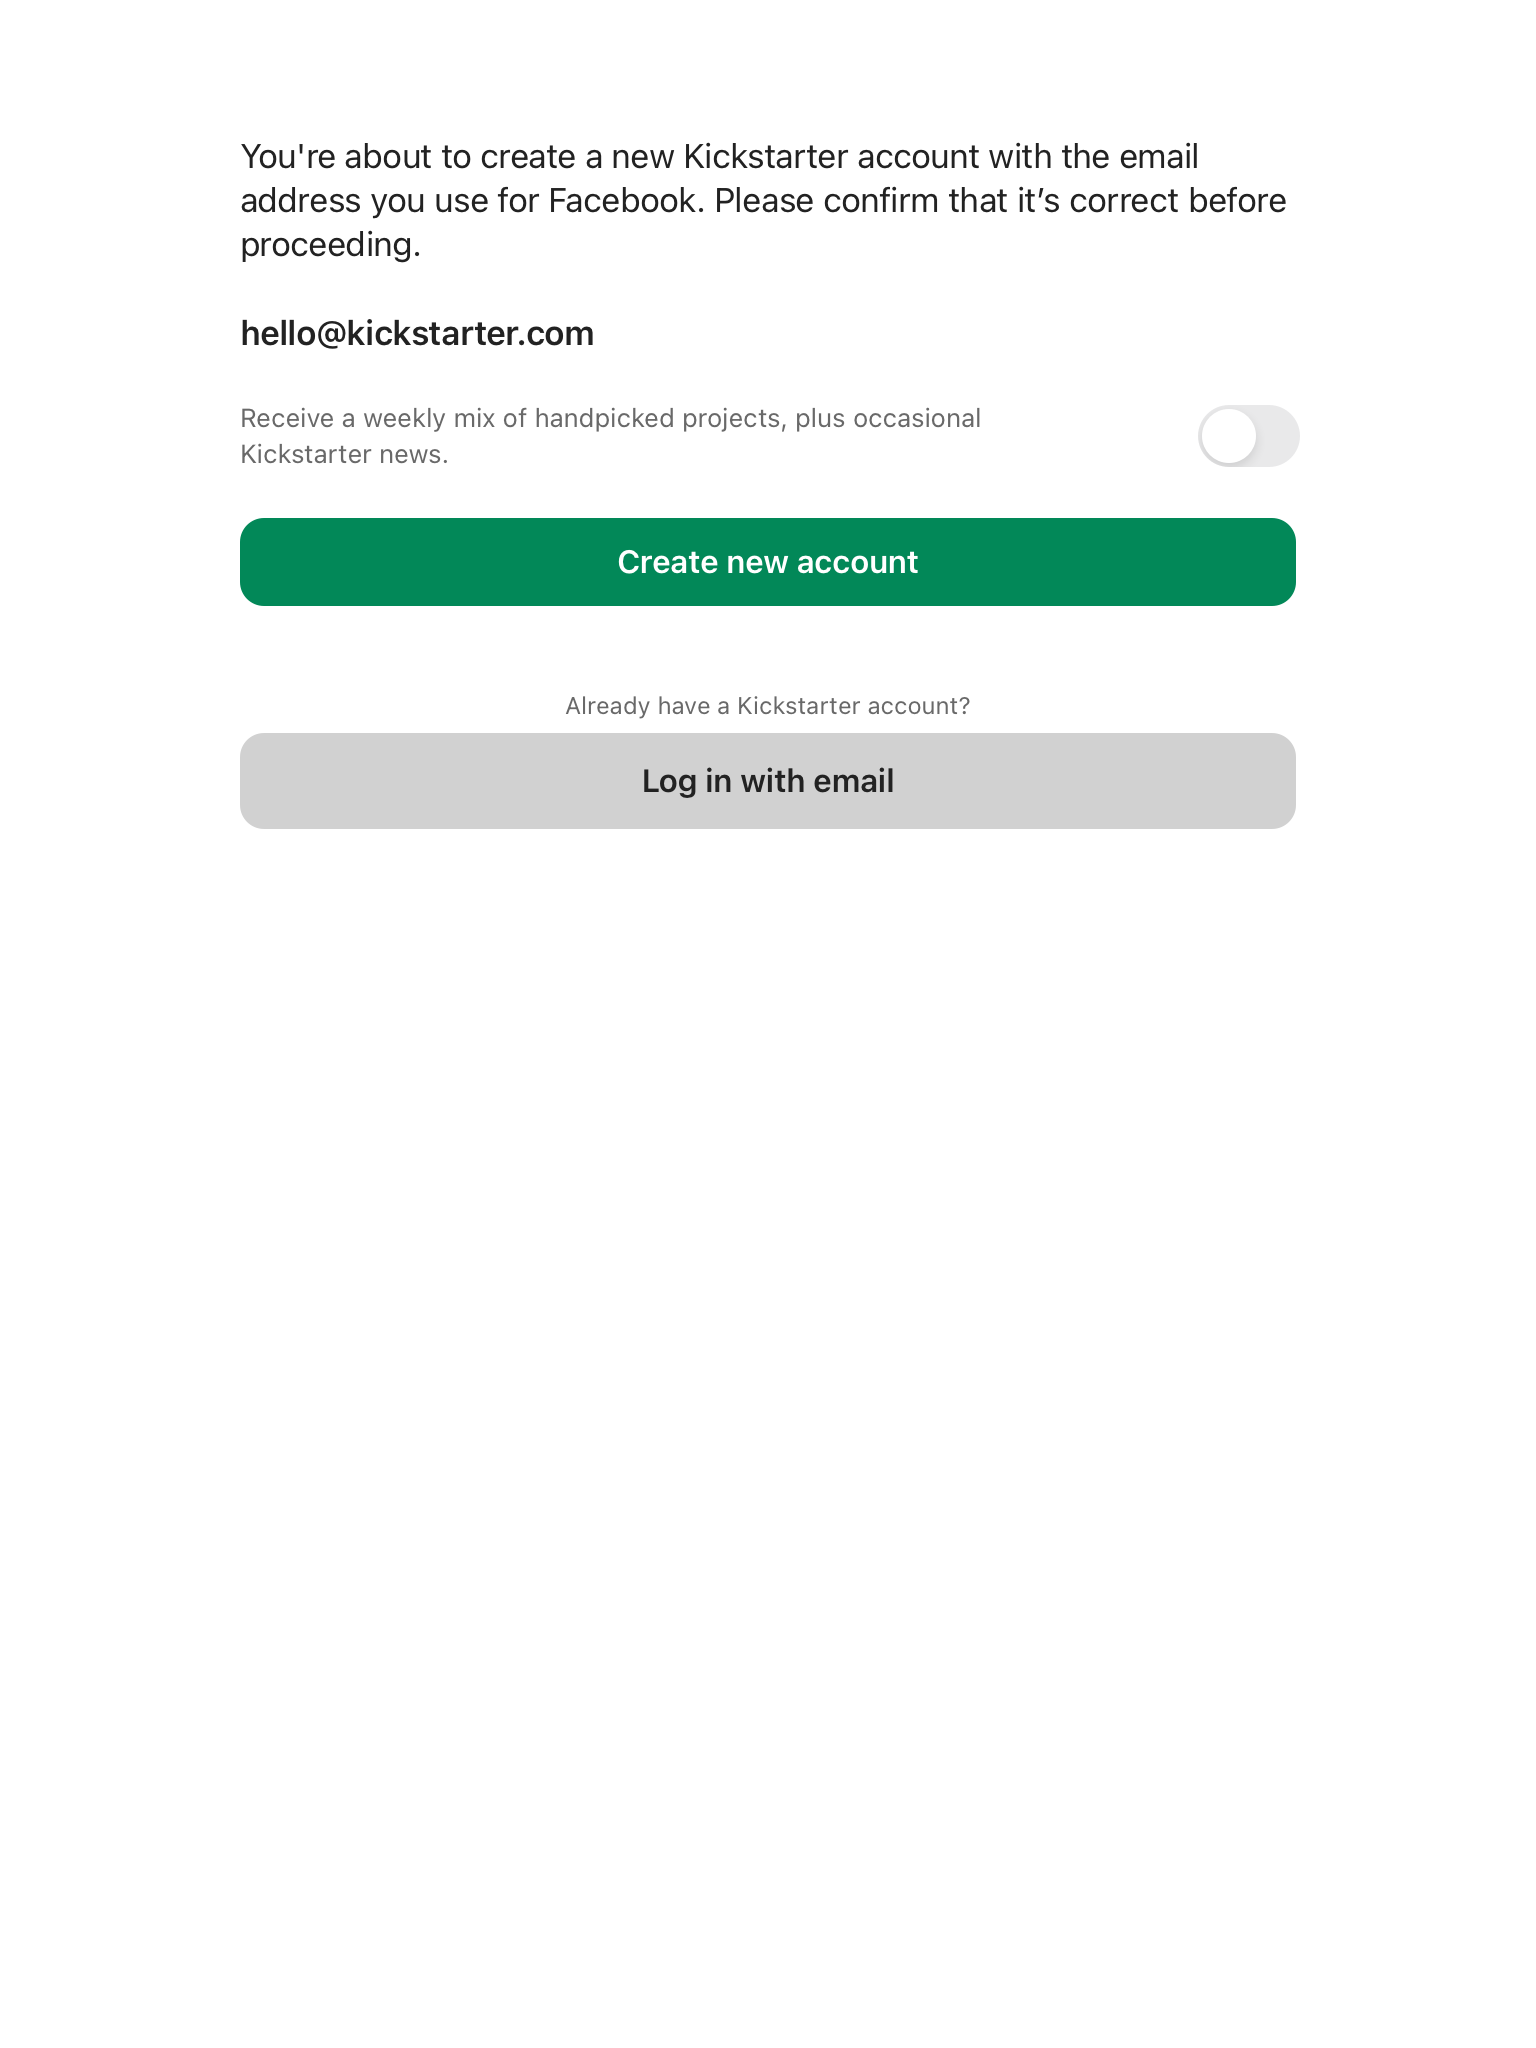 You're about to create a new Kickstarter account with the email
address you use for Facebook. Please confirm that it’s correct before
proceeding.
hello@kickstarter.com
Receive a weekly mix of handpicked projects, plus occasional
Kickstarter news.
Create new account
Already have a Kickstarter account?
Log in with email